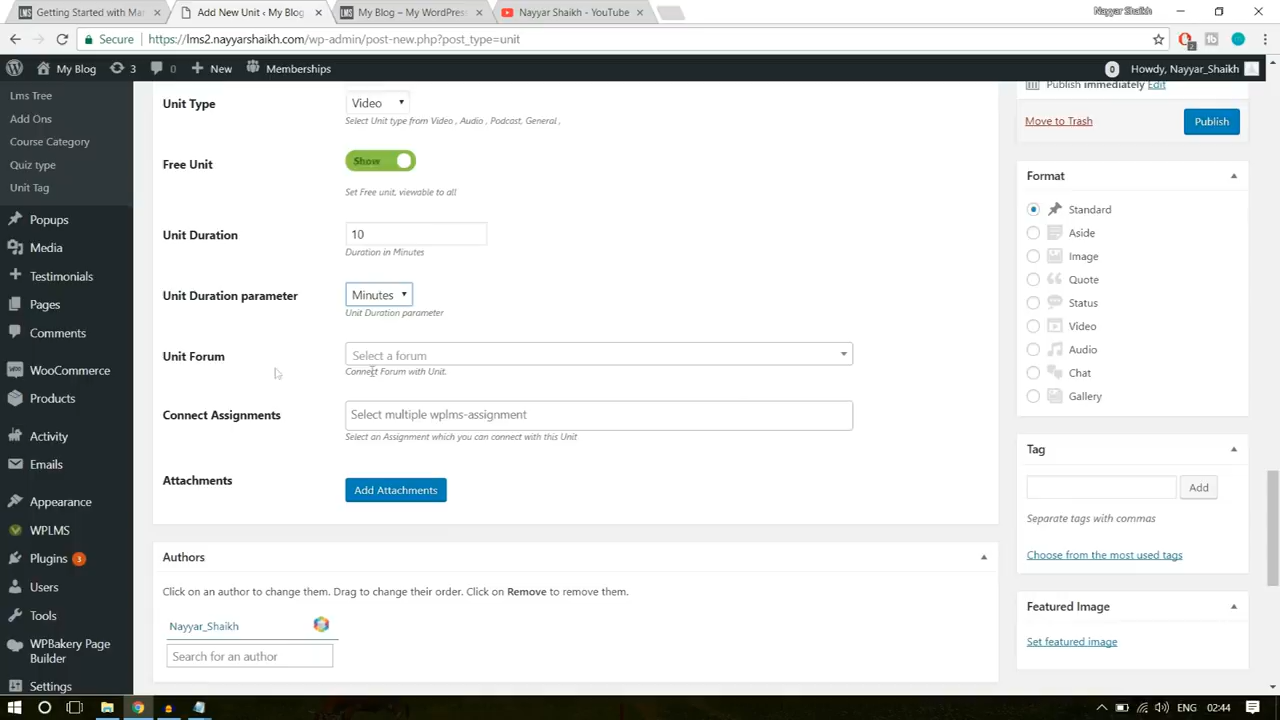 Getting Started with Mar
Add New Unit ‹ My Blog
My Blog – My WordPress
Nayyar Shaikh - YouTube
Nayyar Shaikh
Secure
https://lms2.nayyarshaikh.com/wp-admin/post-new.php?post_type=unit
2
My Blog
3
0
New
Memberships
0
Howdy, Nayyar_Shaikh
Lms Tree
Add Ons
Course Category
Quiz type
Unit Tag
Popups
Media
Testimonials
Pages
Comments
WooCommerce
Products
Activity
Emails
Appearance
WPLMS
Plugins 3
Users
Tools
WPBakery Page
Builder
Settings
Unit Type
Video
Select Unit type from Video , Audio , Podcast, General ,
Free Unit
Show
Set Free unit, viewable to all
Unit Duration
10
Duration in Minutes
Unit Duration parameter
Minutes
Unit Duration parameter
Unit Forum
Select a forum
Connect Forum with Unit.
Connect Assignments
Select multiple wplms-assignment
Select an Assignment which you can connect with this Unit
Attachments
Add Attachments
Authors
Click on an author to change them. Drag to change their order. Click on Remove to remove them.
Nayyar_Shaikh
Search for an author
Publish immediately Edit
Move to Trash
Publish
Format
Standard
Aside
Image
Quote
Status
Video
Audio
Chat
Gallery
Tag
Add
Separate tags with commas
Choose from the most used tags
Featured Image
Set featured image
ENG
02:44